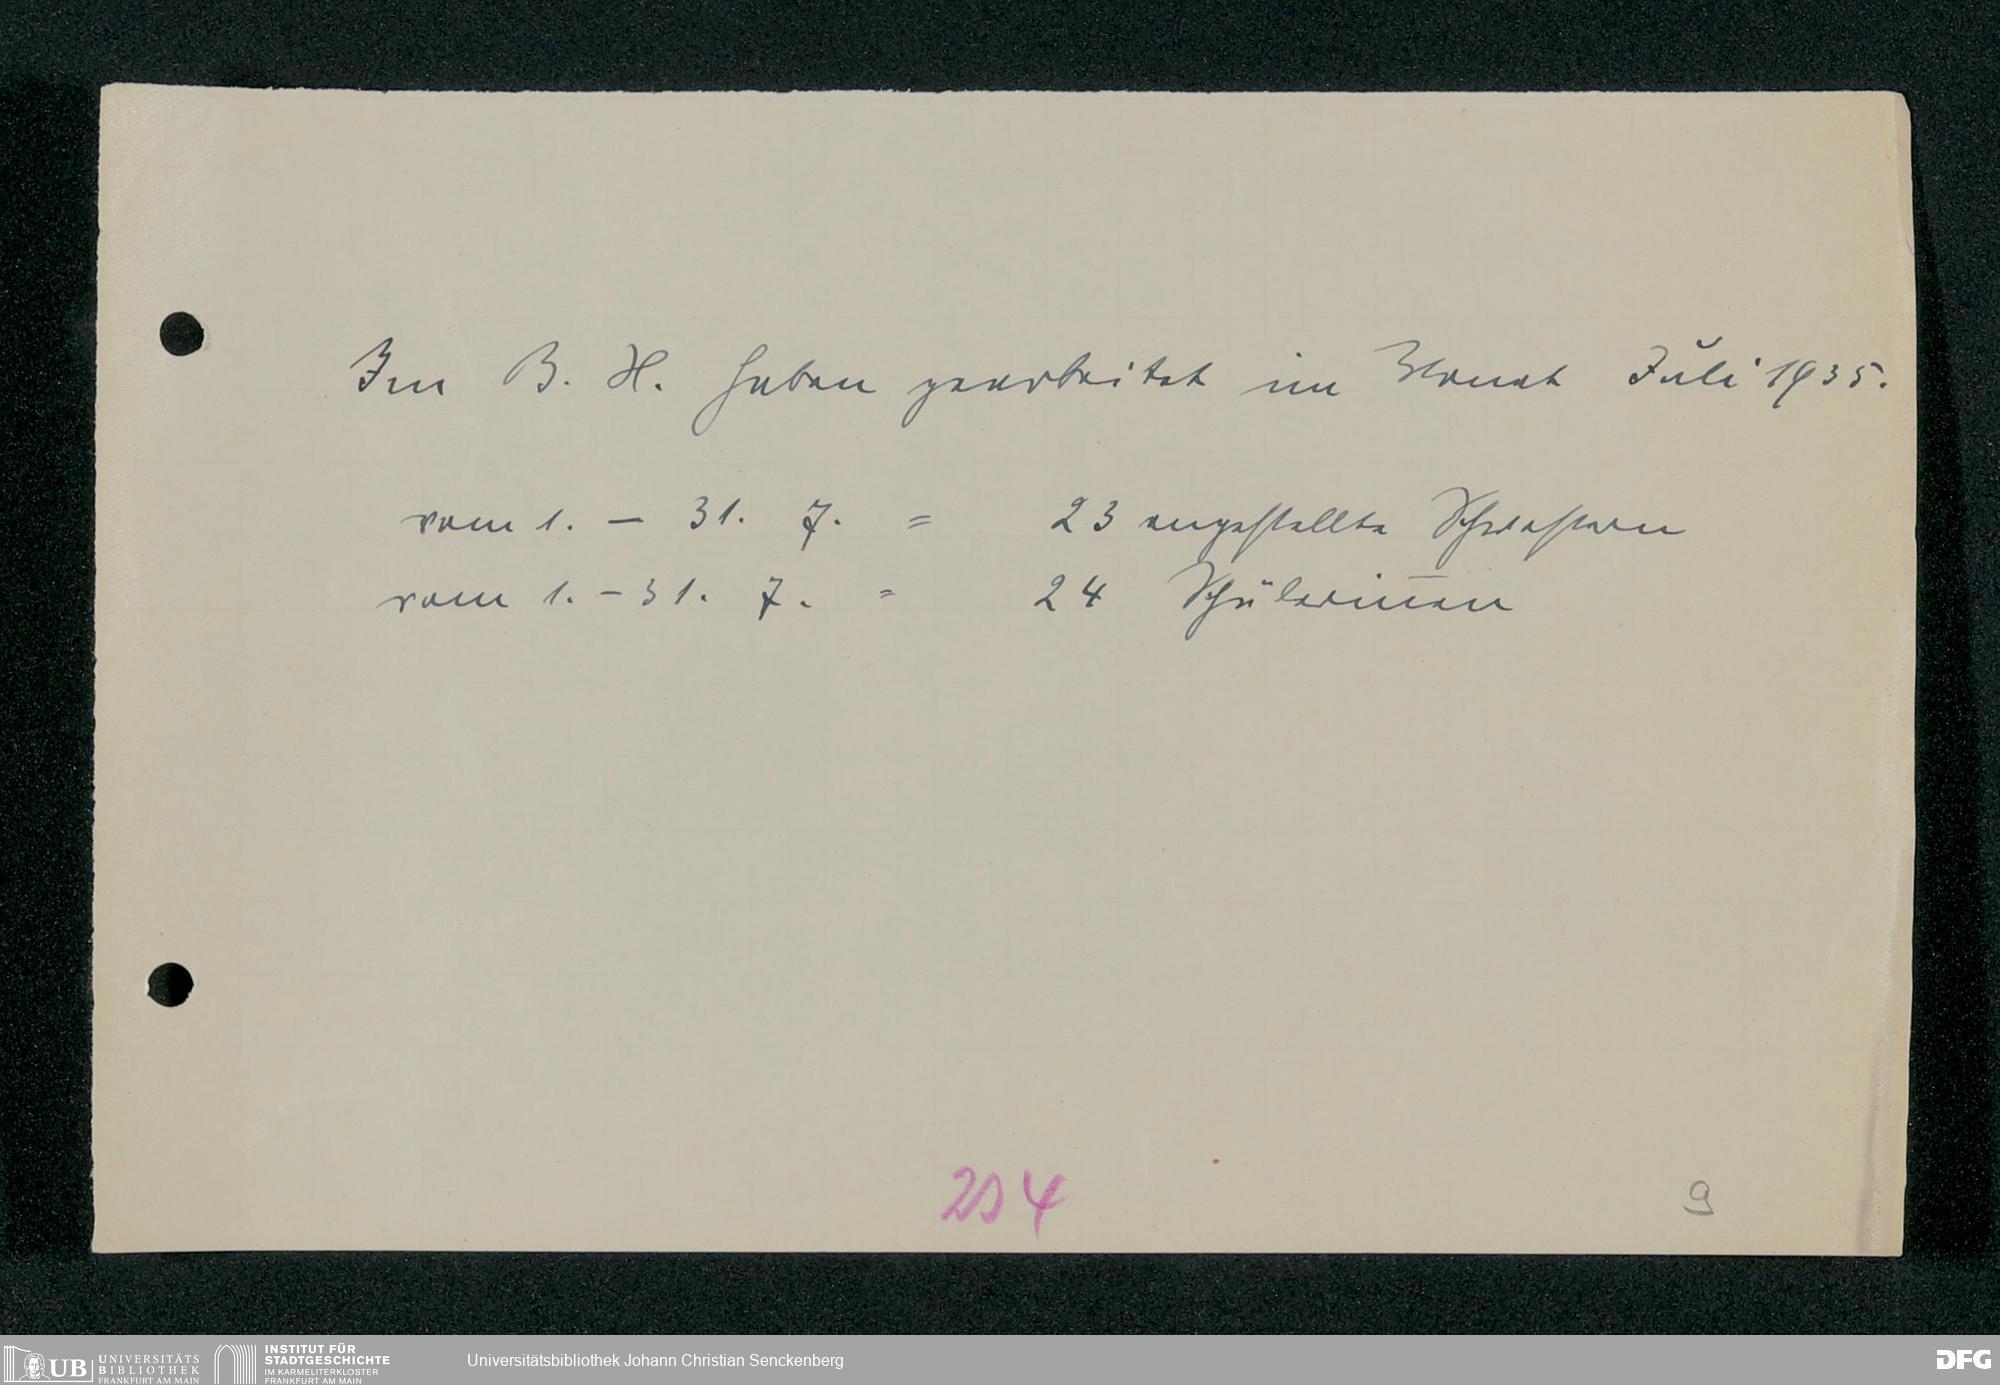 Im B. H. haben gearbeitet im Monat Juli 1935.
vom 1. – 31. 7. = 23 angestellte Schwestern
vom 1. – 31. 7. = 24 Schülerin̅en
204
9
UB UNIVERSITÄTS
BIBLIOTHEK
FRANKFURT AM MAIN
INSTITUT FÜR
STADTGESCHICHTE
IM KARMELITERKLOSTER
FRANKFURT AM MAIN
Universitätsbibliothek Johann Christian Senckenberg
DFG